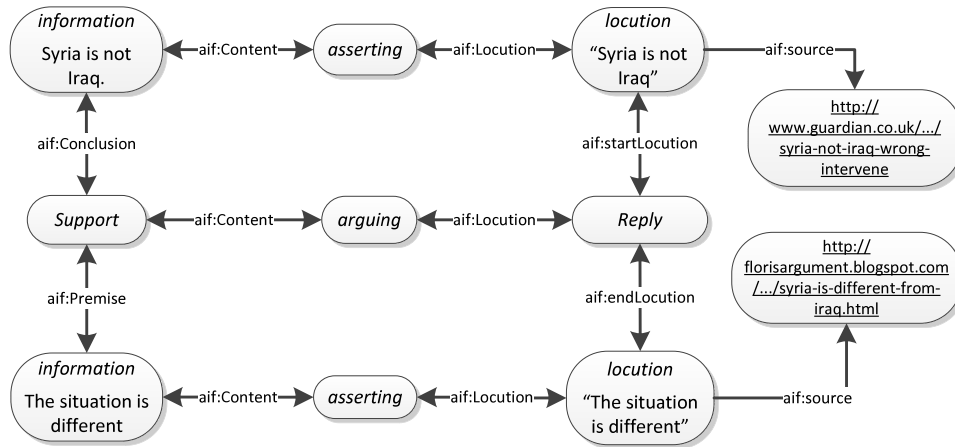 information
Syria is not
Iraq.
aif:Content
asserting
aif:Locution
locution
“Syria is not
Iraq”
aif:source
http://
www.guardian.co.uk/.../
syria-not-iraq-wrong-
intervene
aif:Conclusion
aif:startLocution
Support
aif:Content
arguing
aif:Locution
Reply
http://
florisargument.blogspot.com
/.../syria-is-different-from-
iraq.html
aif:Premise
aif:endLocution
information
The situation is
different
aif:Content
asserting
aif:Locution
locution
“The situation
is different”
aif:source